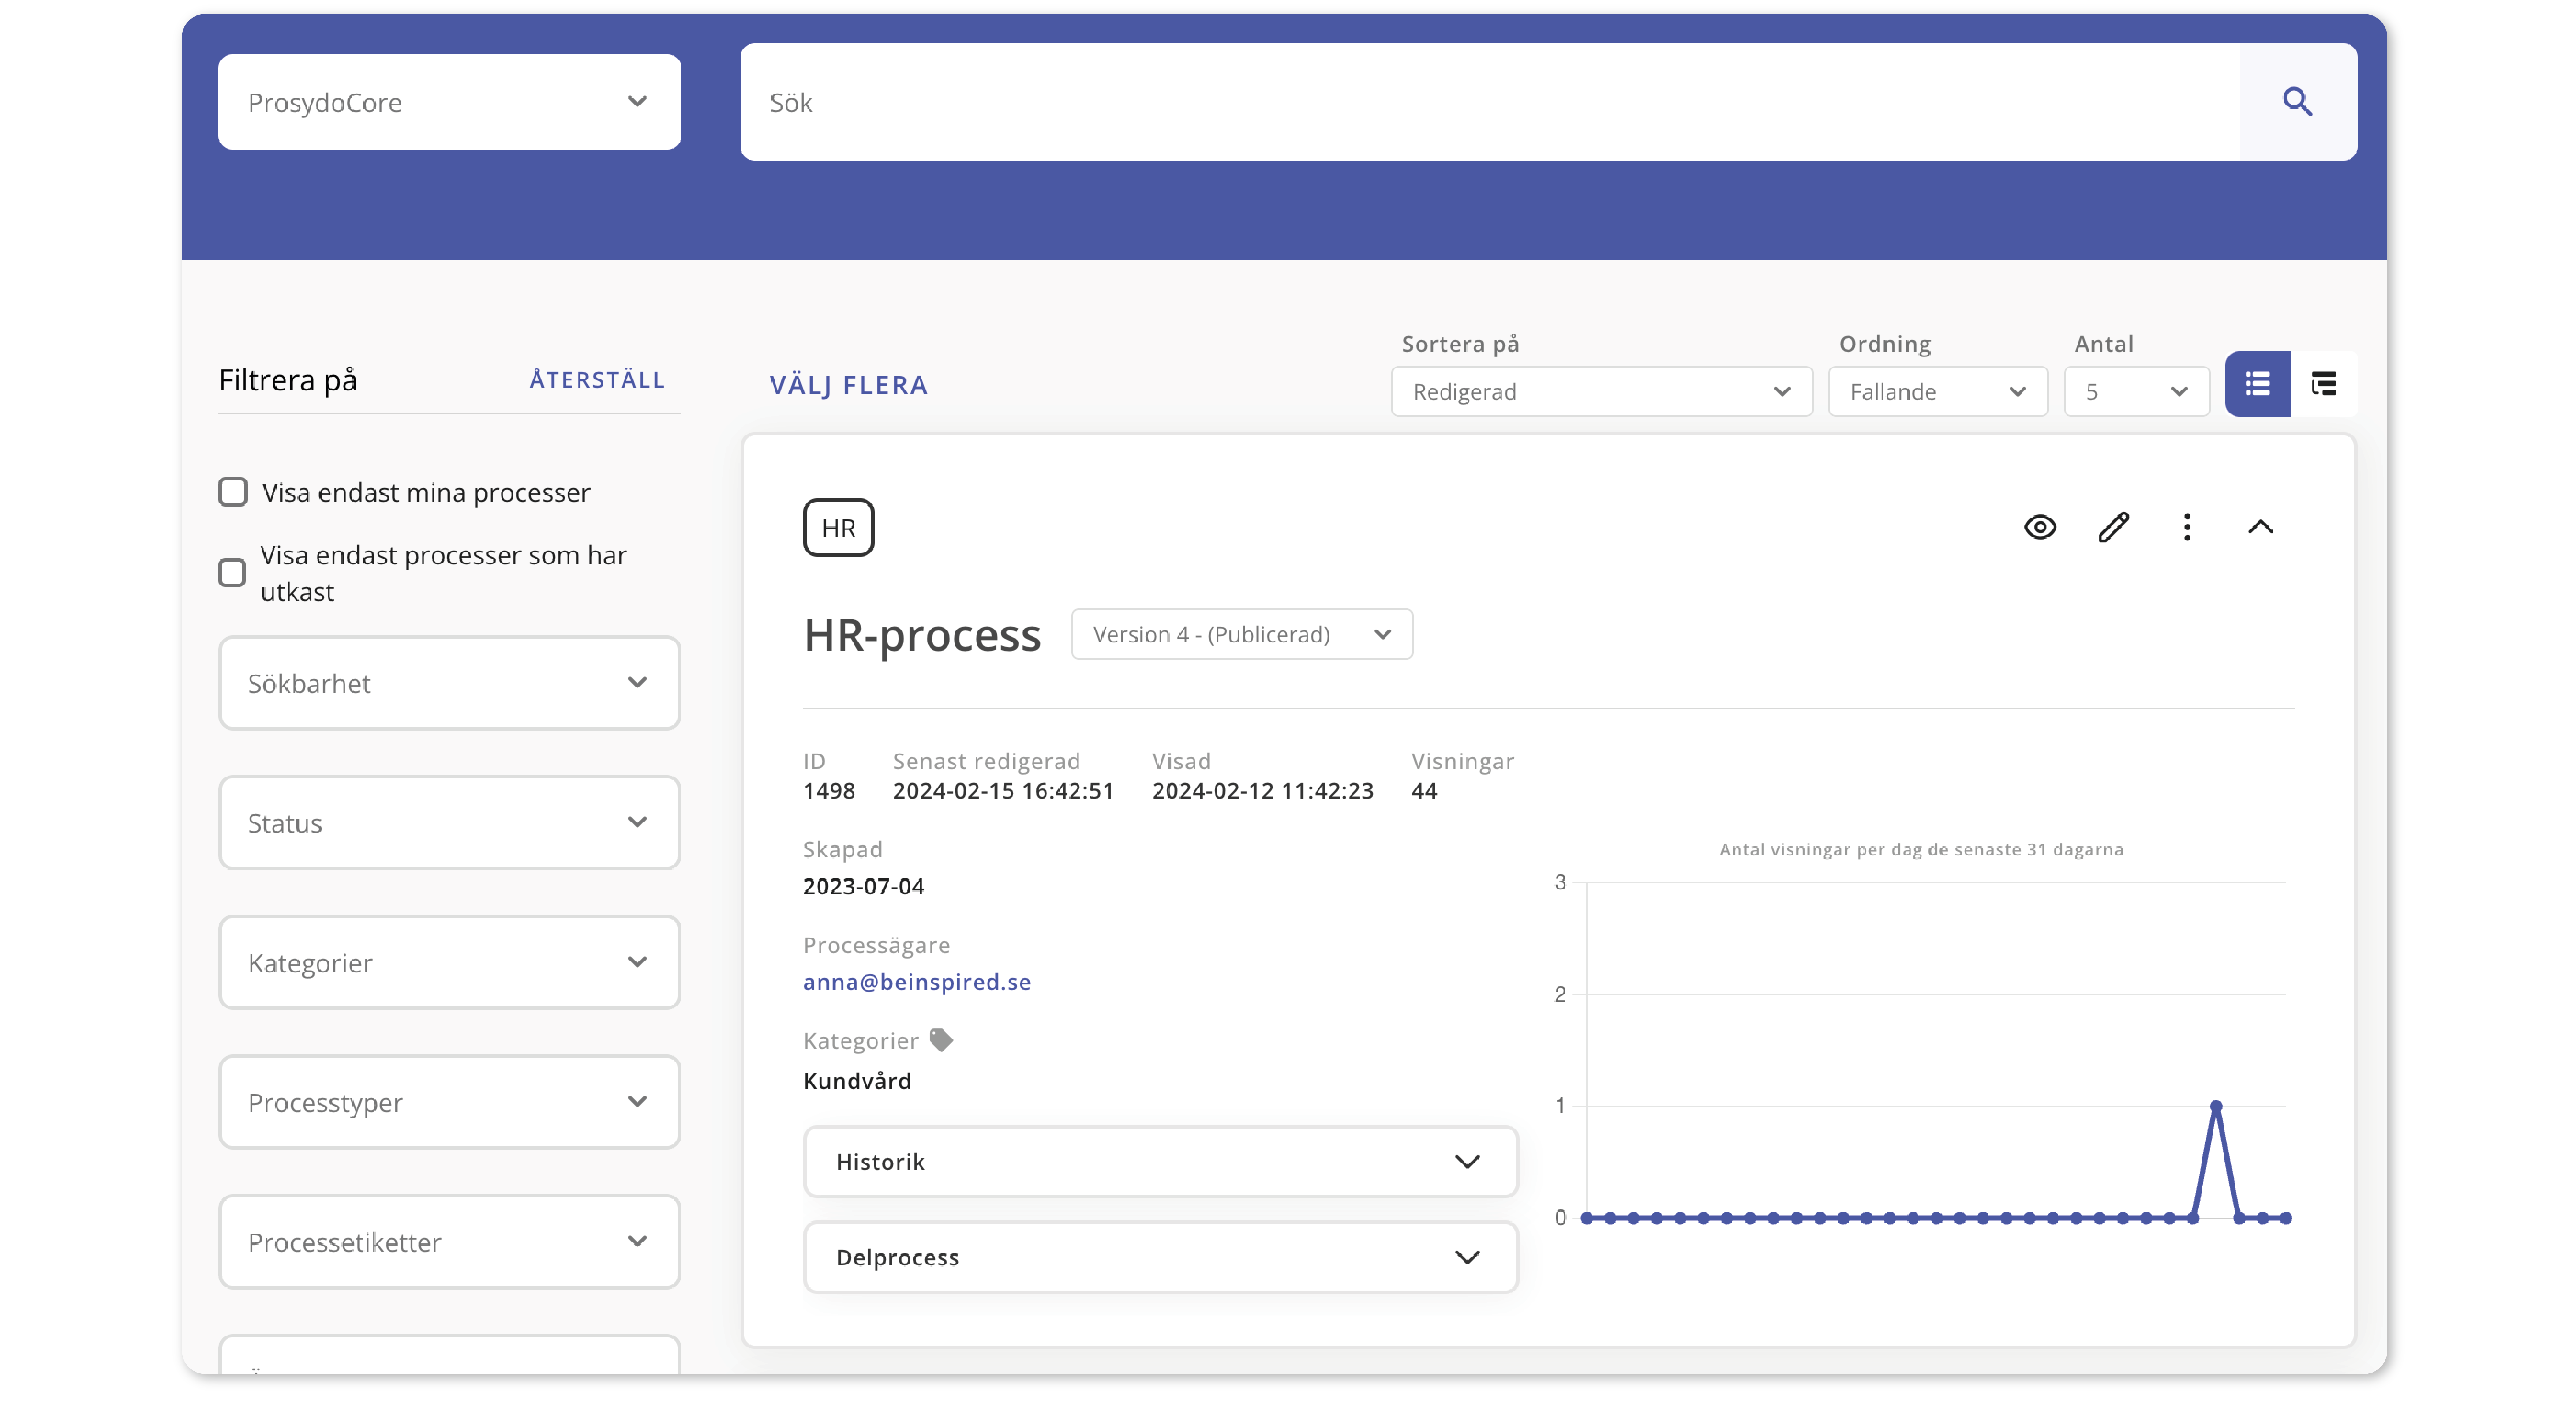 ProsydoCore
Sök
Filtrera på
ÅTERSTÄLL
Visa endast mina processer
Visa endast processer som har
utkast
Sökbarhet
Status
Kategorier
Processtyper
Processetiketter
VÄLJ FLERA
Sortera på
Redigerad
Ordning
Fallande
Antal
5
HR
HR-process
Version 4 - (Publicerad)
ID
1498
Senast redigerad
2024-02-15 16:42:51
Visad
2024-02-12 11:42:23
Visningar
44
Skapad
2023-07-04
Processägare
anna@beinspired.se
Kategorier
Kundvård
Historik
Delprocess
Antal visningar per dag de senaste 31 dagarna
3
2
1
0